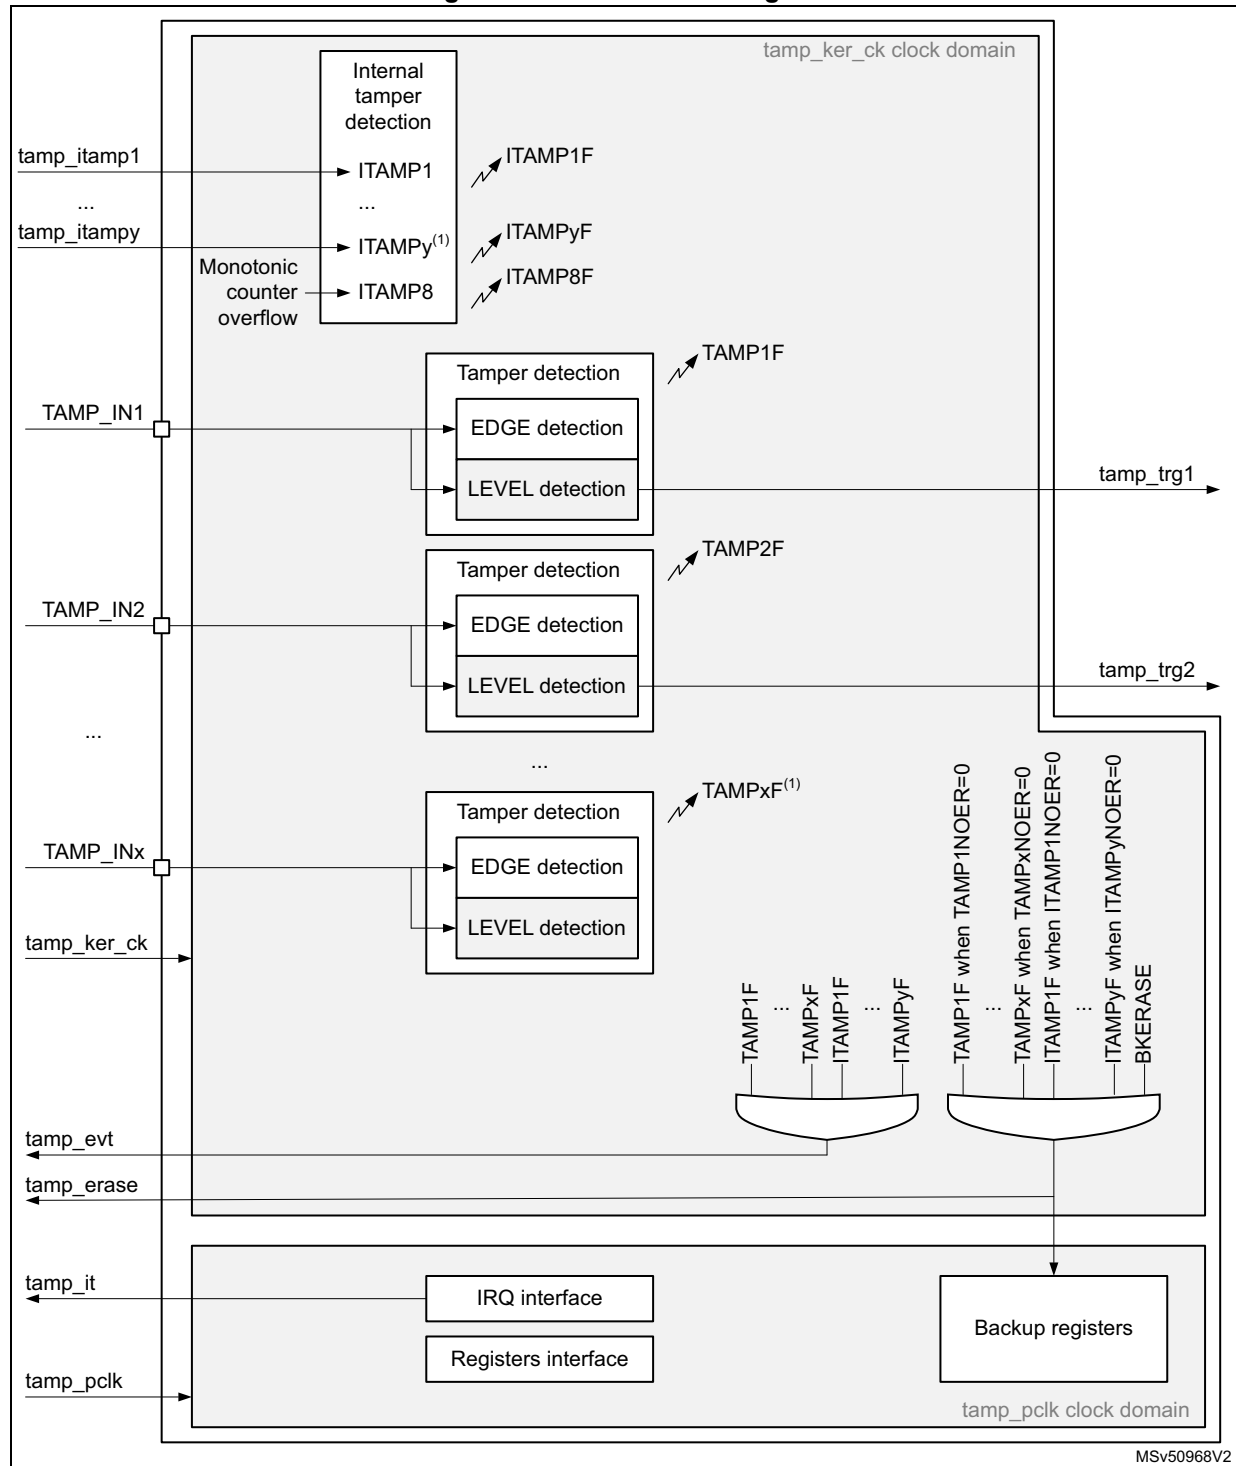 tamp_ker_ck clock domain
Internal
tamper
detection
tamp_itamp1
ITAMP1
ITAMP1F
...
...
tamp_itampy
ITAMPy(1)
ITAMPyF
Monotonic
counter
overflow
ITAMP8
ITAMP8F
TAMP1F
Tamper detection
TAMP_IN1
EDGE detection
LEVEL detection
tamp_trg1
TAMP2F
Tamper detection
TAMP_IN2
EDGE detection
LEVEL detection
tamp_trg2
...
...
TAMPxF(1)
Tamper detection
TAMP_INx
EDGE detection
LEVEL detection
tamp_ker_ck
TAMP1F
...
TAMPxF
ITAMP1F
...
ITAMPyF
TAMP1F when TAMP1NOER=0
...
TAMPxF when TAMPxNOER=0
ITAMP1F when ITAMP1NOER=0
...
ITAMPyF when ITAMPyNOER=0
BKERASE
tamp_evt
tamp_erase
tamp_it
IRQ interface
Backup registers
Registers interface
tamp_pclk
tamp_pclk clock domain
MSv50968V2